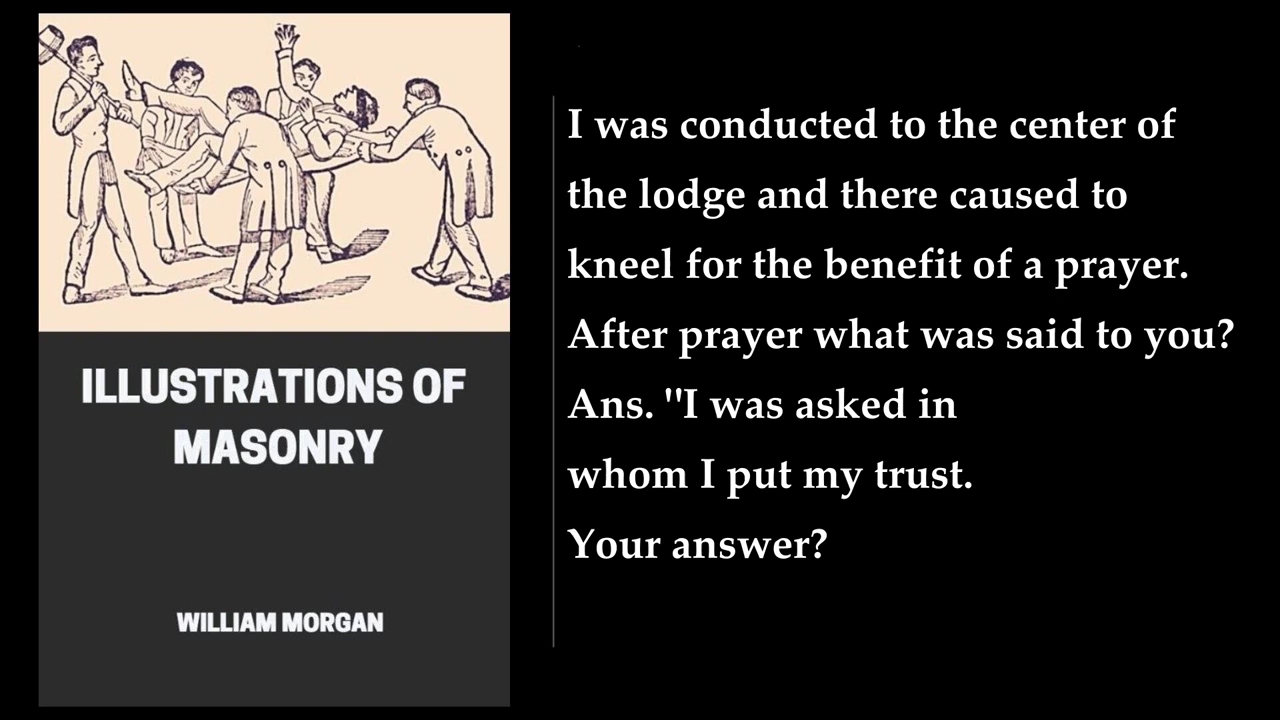 ILLUSTRATIONS OF
MASONRY
WILLIAM MORGAN
I was conducted to the center of
the lodge and there caused to
kneel for the benefit of a prayer.
After prayer what was said to you?
Ans. "I was asked in
whom I put my trust.
Your answer?